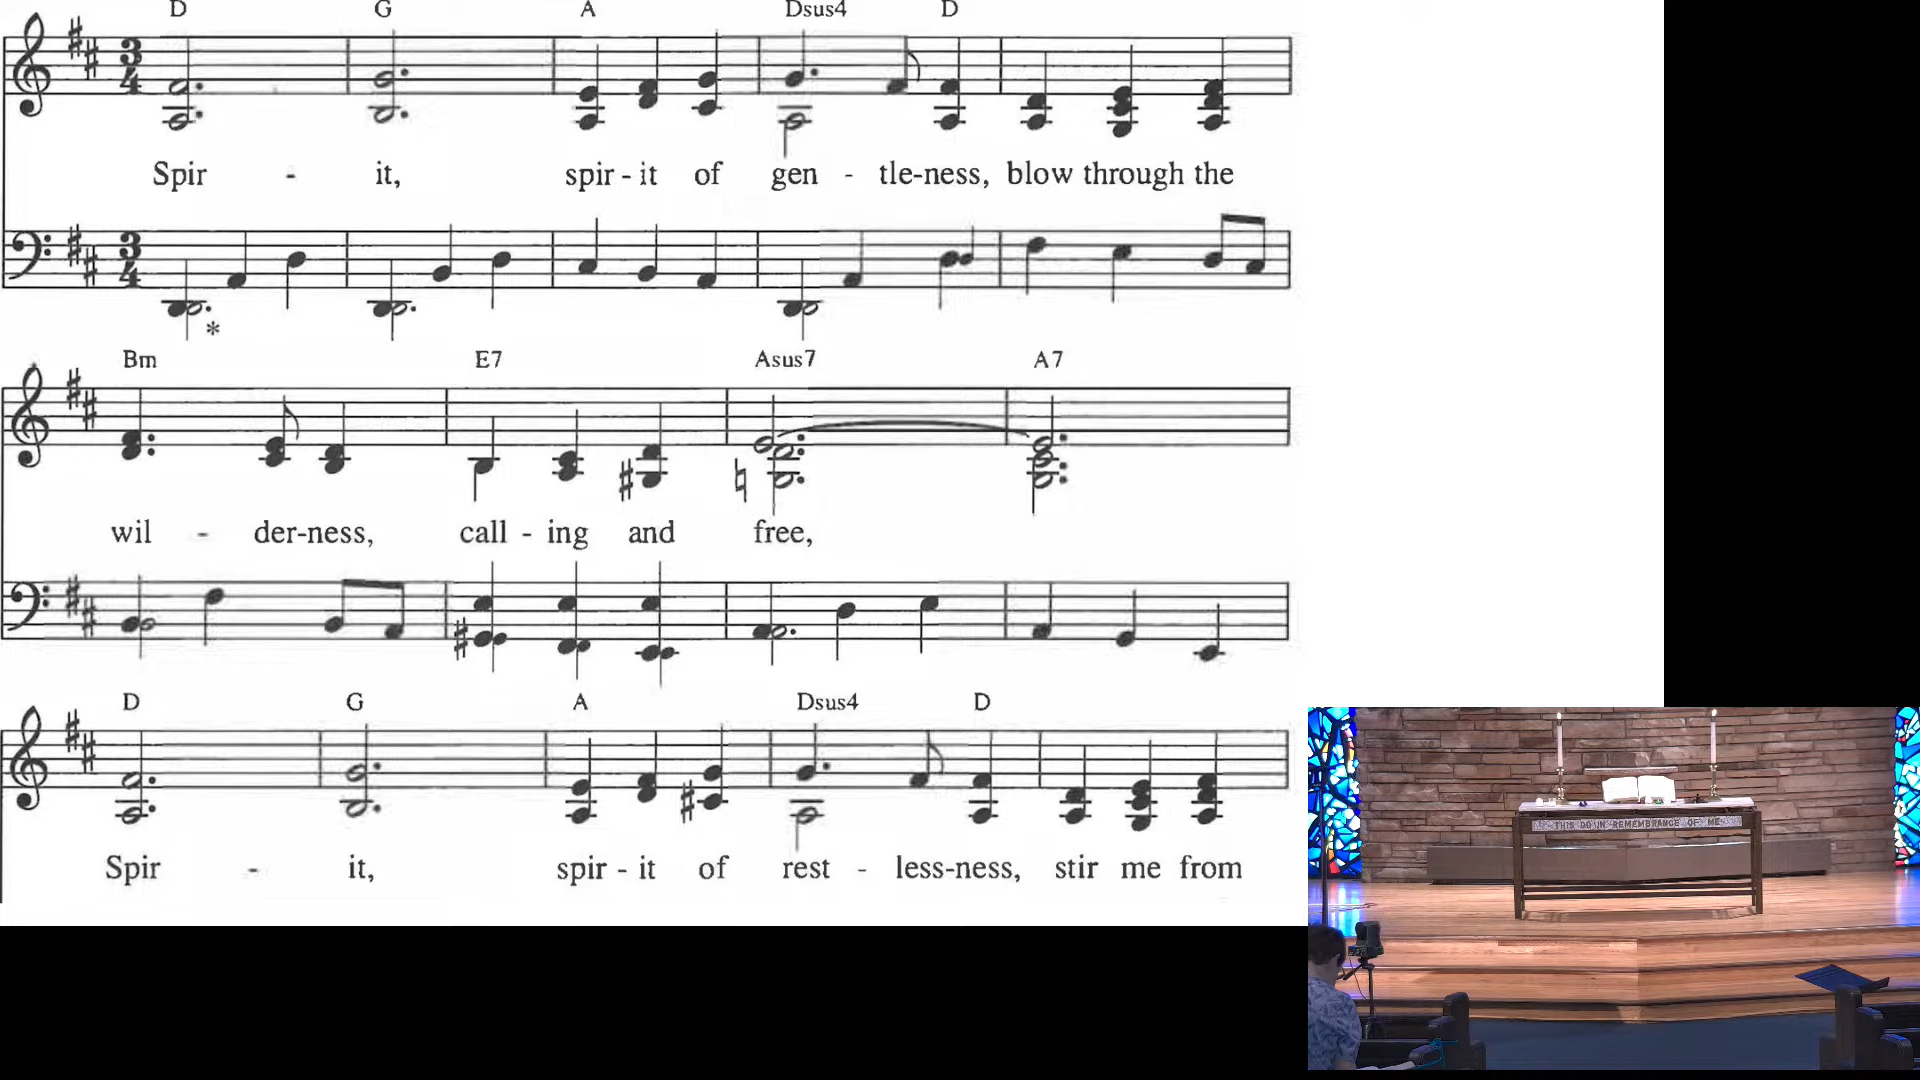 D G A Dsus4 D
Spir - it, spir - it of gen - tle-ness, blow through the
*
Bm E7 Asus7 A7
wil - der-ness, call - ing and free,
D G A Dsus4 D
Spir - it, spir - it of rest - less-ness, stir me from
THIS DO IN REMEMBRANCE OF ME